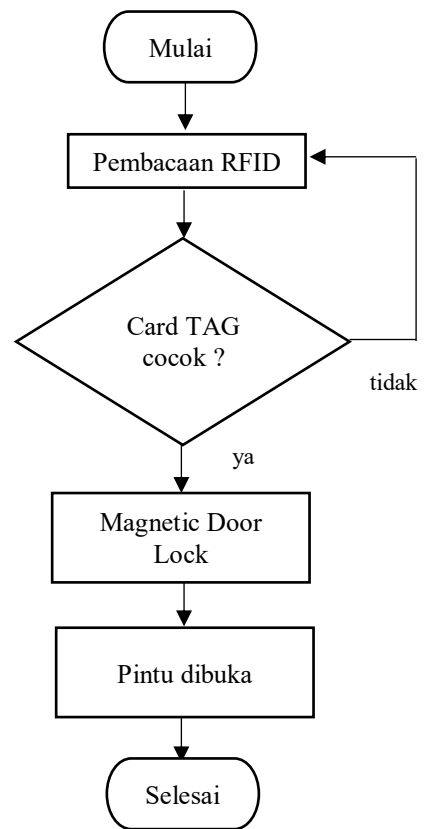 Mulai
Pembacaan RFID
Card TAG
cocok ?
tidak
ya
Magnetic Door
Lock
Pintu dibuka
Selesai